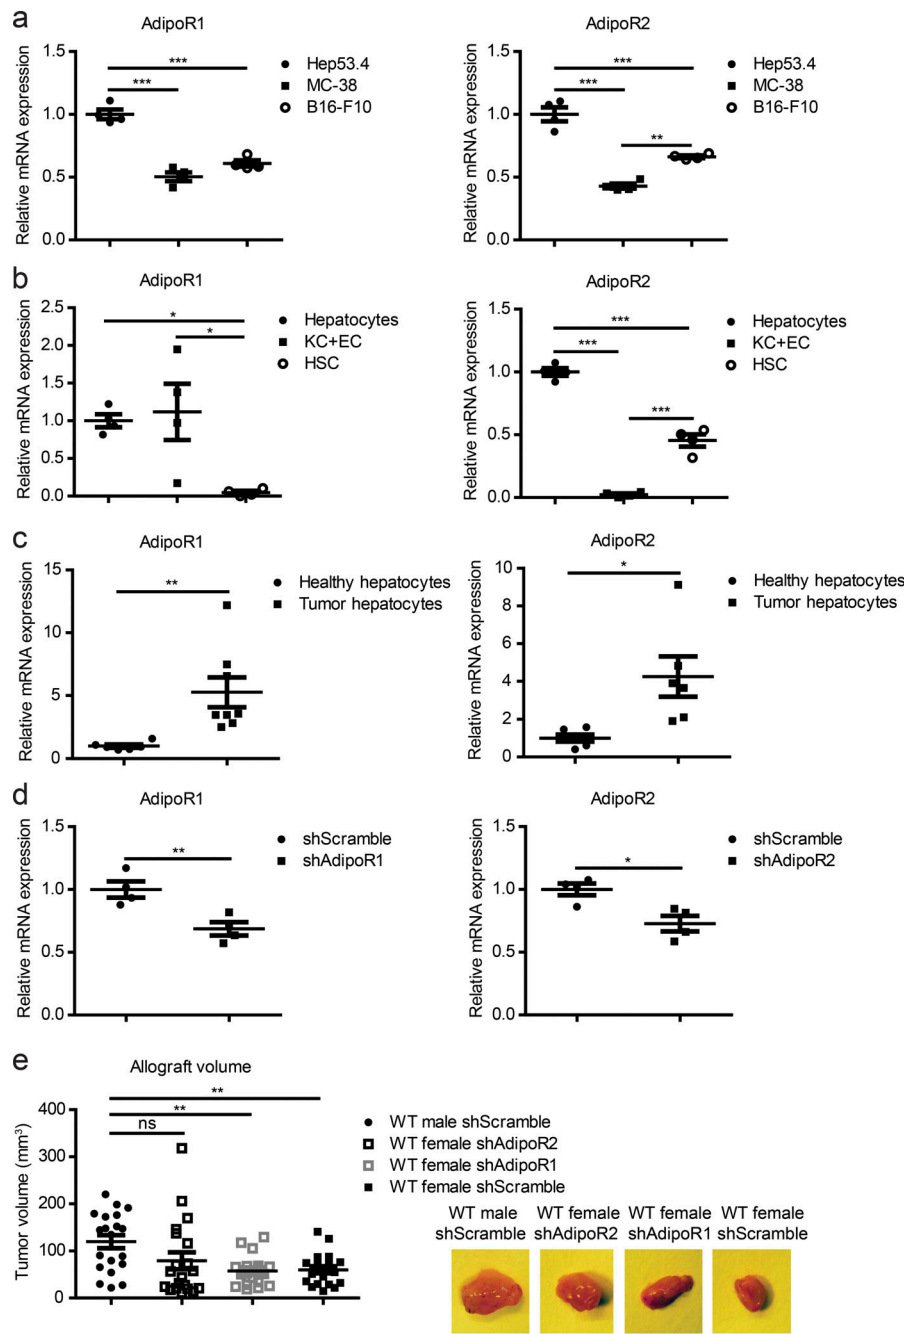 a
AdipoR1
Relative mRNA expression
1.5
1.0
0.5
0.0
***
***
Hep53.4
MC-38
B16-F10
AdipoR2
Relative mRNA expression
1.5
1.0
0.5
0.0
***
***
**
Hep53.4
MC-38
B16-F10
b
AdipoR1
Relative mRNA expression
2.5
2.0
1.5
1.0
0.5
0.0
*
*
Hepatocytes
KC+EC
HSC
AdipoR2
Relative mRNA expression
1.5
1.0
0.5
0.0
***
***
***
Hepatocytes
KC+EC
HSC
c
AdipoR1
Relative mRNA expression
15
10
5
0
**
Healthy hepatocytes
Tumor hepatocytes
AdipoR2
Relative mRNA expression
10
8
6
4
2
0
*
Healthy hepatocytes
Tumor hepatocytes
d
AdipoR1
Relative mRNA expression
1.5
1.0
0.5
0.0
**
shScramble
shAdipoR1
AdipoR2
Relative mRNA expression
1.5
1.0
0.5
0.0
*
shScramble
shAdipoR2
e
Allograft volume
Tumor volume (mm³)
400
300
200
100
0
**
**
ns
WT male shScramble
WT female shAdipoR2
WT female shAdipoR1
WT female shScramble
WT male
shScramble
WT female
shAdipoR2
WT female
shAdipoR1
WT female
shScramble